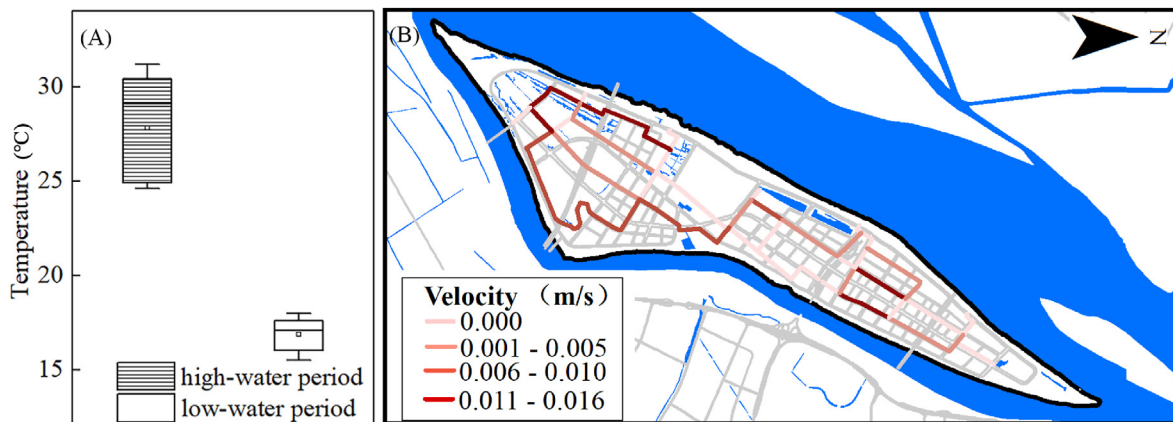 (A)
Temperature (℃)
30
25
20
15
high-water period
low-water period
(B)
N
Velocity （m/s）
0.000
0.001 - 0.005
0.006 - 0.010
0.011 - 0.016